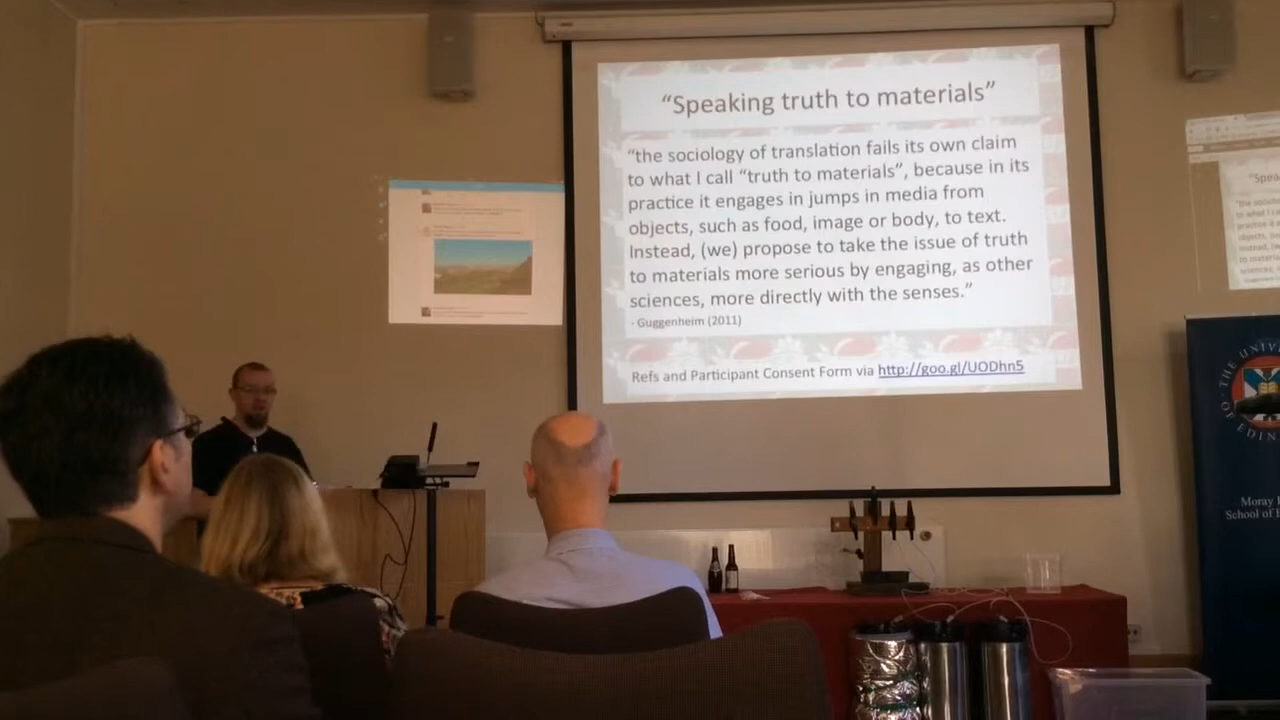 “Speaking truth to materials”
“the sociology of translation fails its own claim
to what I call “truth to materials”, because in its
practice it engages in jumps in media from
objects, such as food, image or body, to text.
Instead, (we) propose to take the issue of truth
to materials more serious by engaging, as other
sciences, more directly with the senses.”
- Guggenheim (2011)
Refs and Participant Consent Form via http://goo.gl/UODhn5
THE UNIV
OF EDIN
Moray
School of